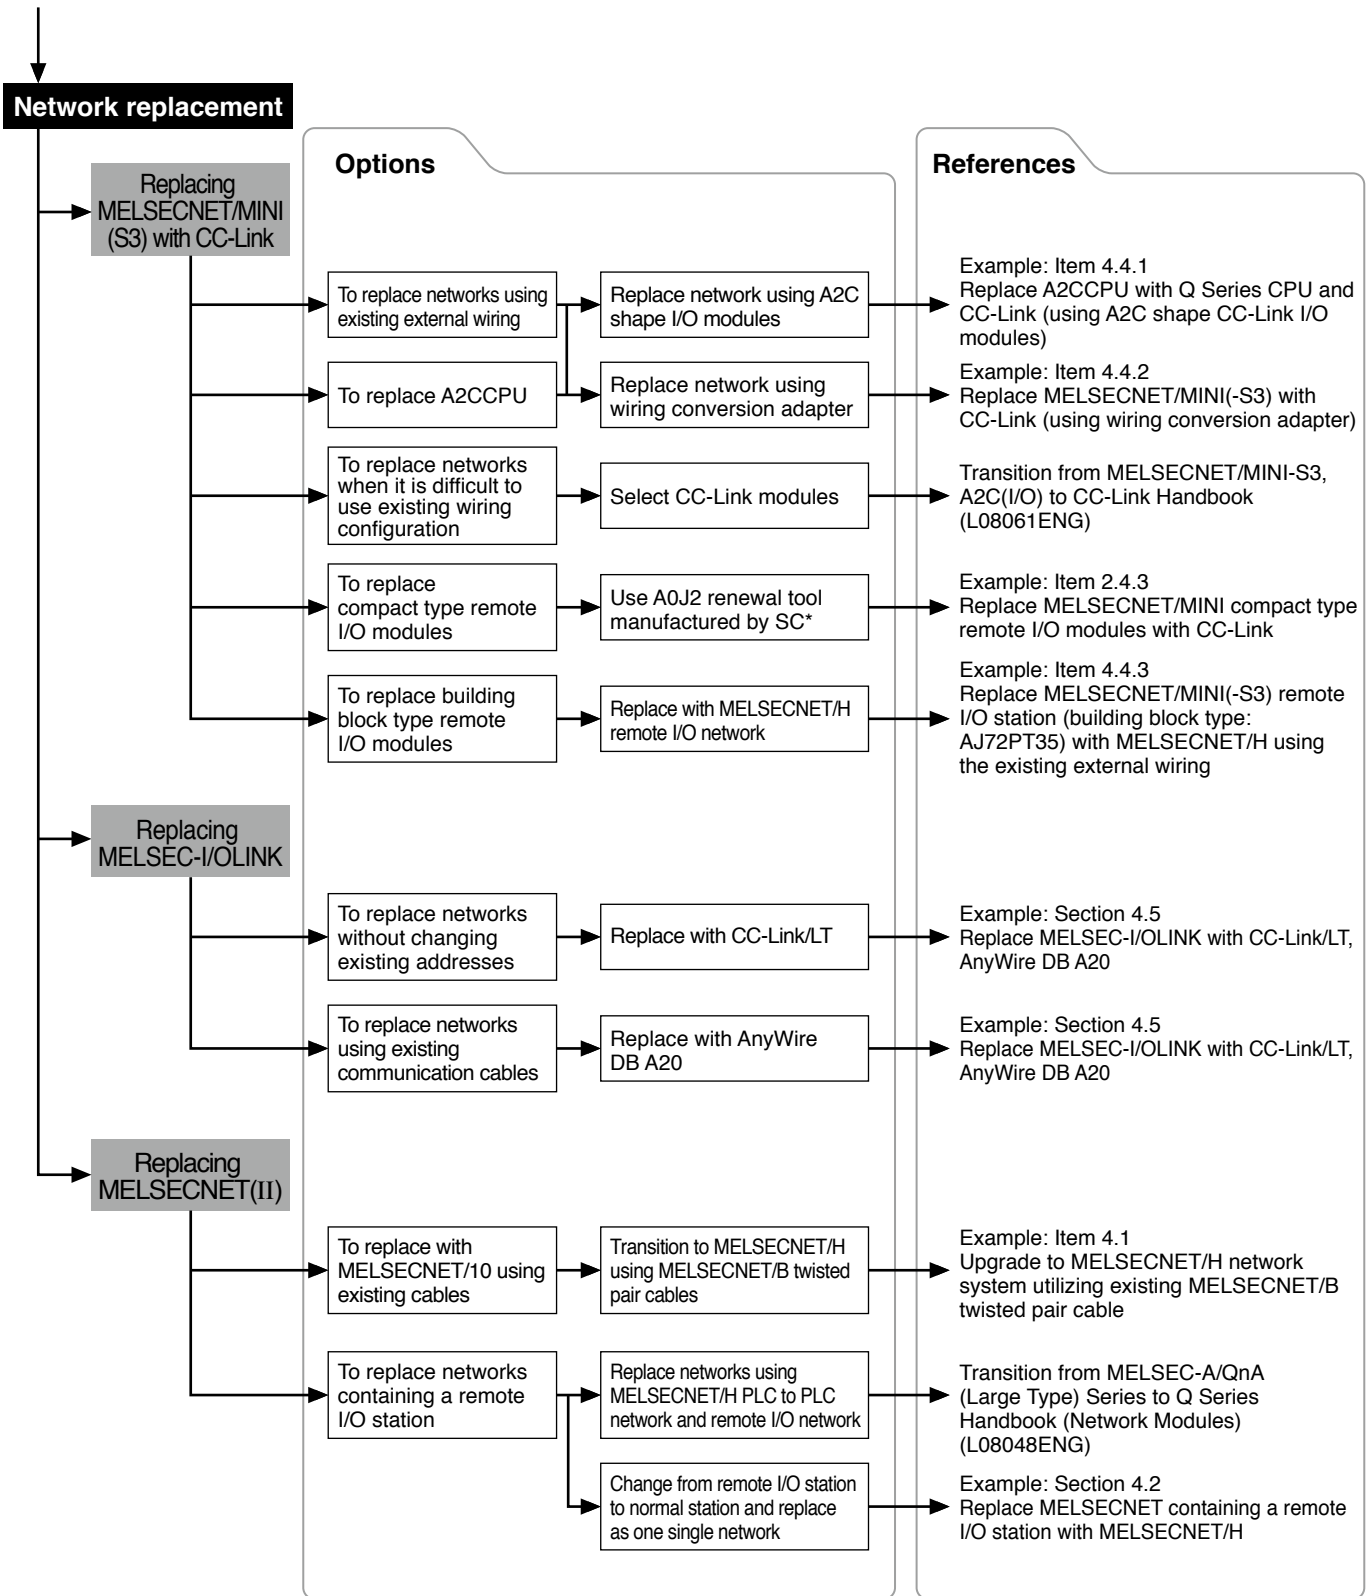 Network replacement
Options
References
Replacing
MELSECNET/MINI
(S3) with CC-Link
To replace networks using
existing external wiring
Replace network using A2C
shape I/O modules
Example: Item 4.4.1
Replace A2CCPU with Q Series CPU and
CC-Link (using A2C shape CC-Link I/O
modules)
To replace A2CCPU
Replace network using
wiring conversion adapter
Example: Item 4.4.2
Replace MELSECNET/MINI(-S3) with
CC-Link (using wiring conversion adapter)
To replace networks
when it is difficult to
use existing wiring
configuration
Select CC-Link modules
Transition from MELSECNET/MINI-S3,
A2C(I/O) to CC-Link Handbook
(L08061ENG)
To replace
compact type remote
I/O modules
Use A0J2 renewal tool
manufactured by SC*
Example: Item 2.4.3
Replace MELSECNET/MINI compact type
remote I/O modules with CC-Link
To replace building
block type remote
I/O modules
Replace with MELSECNET/H
remote I/O network
Example: Item 4.4.3
Replace MELSECNET/MINI(-S3) remote
I/O station (building block type:
AJ72PT35) with MELSECNET/H using
the existing external wiring
Replacing
MELSEC-I/OLINK
To replace networks
without changing
existing addresses
Replace with CC-Link/LT
Example: Section 4.5
Replace MELSEC-I/OLINK with CC-Link/LT,
AnyWire DB A20
To replace networks
using existing
communication cables
Replace with AnyWire
DB A20
Example: Section 4.5
Replace MELSEC-I/OLINK with CC-Link/LT,
AnyWire DB A20
Replacing
MELSECNET(II)
To replace with
MELSECNET/10 using
existing cables
Transition to MELSECNET/H
using MELSECNET/B twisted
pair cables
Example: Item 4.1
Upgrade to MELSECNET/H network
system utilizing existing MELSECNET/B
twisted pair cable
To replace networks
containing a remote
I/O station
Replace networks using
MELSECNET/H PLC to PLC
network and remote I/O network
Transition from MELSEC-A/QnA
(Large Type) Series to Q Series
Handbook (Network Modules)
(L08048ENG)
Change from remote I/O station
to normal station and replace
as one single network
Example: Section 4.2
Replace MELSECNET containing a remote
I/O station with MELSECNET/H